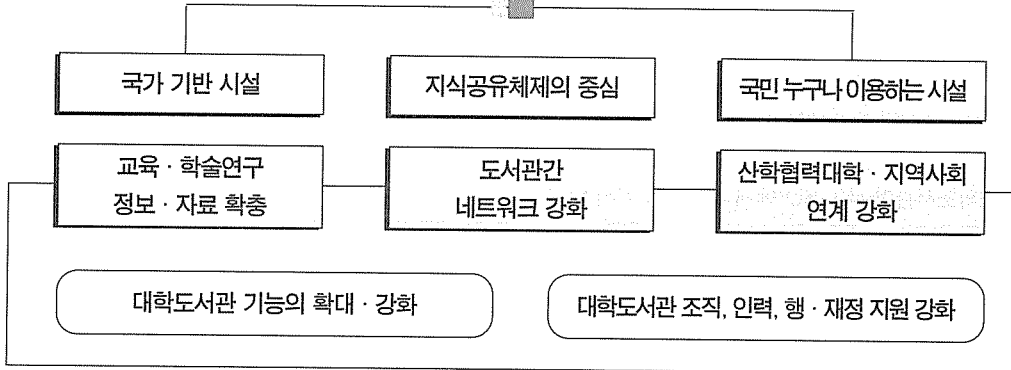 국가 기반 시설
지식공유체제의 중심
국민 누구나 이용하는 시설
교육 · 학술연구
정보 · 자료 확충
도서관간
네트워크 강화
산학협력대학 · 지역사회
연계 강화
대학도서관 기능의 확대 · 강화
대학도서관 조직, 인력, 행 · 재정 지원 강화